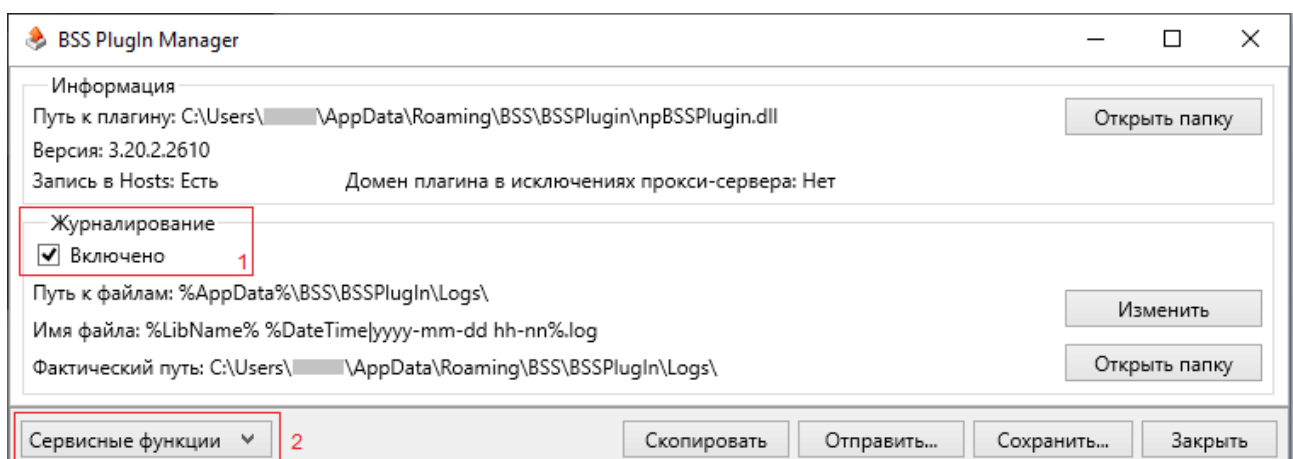 BSS PlugIn Manager
Информация
Путь к плагину: C:\Users\ \AppData\Roaming\BSS\BSSPlugin\npBSSPlugin.dll
Открыть папку
Версия: 3.20.2.2610
Запись в Hosts: Есть Домен плагина в исключениях прокси-сервера: Нет
Журналирование
Включено 1
Путь к файлам: %AppData%\BSS\BSSPlugIn\Logs\
Изменить
Имя файла: %LibName% %DateTime|yyyy-mm-dd hh-nn%.log
Фактический путь: C:\Users\ \AppData\Roaming\BSS\BSSPlugIn\Logs\
Открыть папку
Сервисные функции 2 Скопировать Отправить... Сохранить... Закрыть